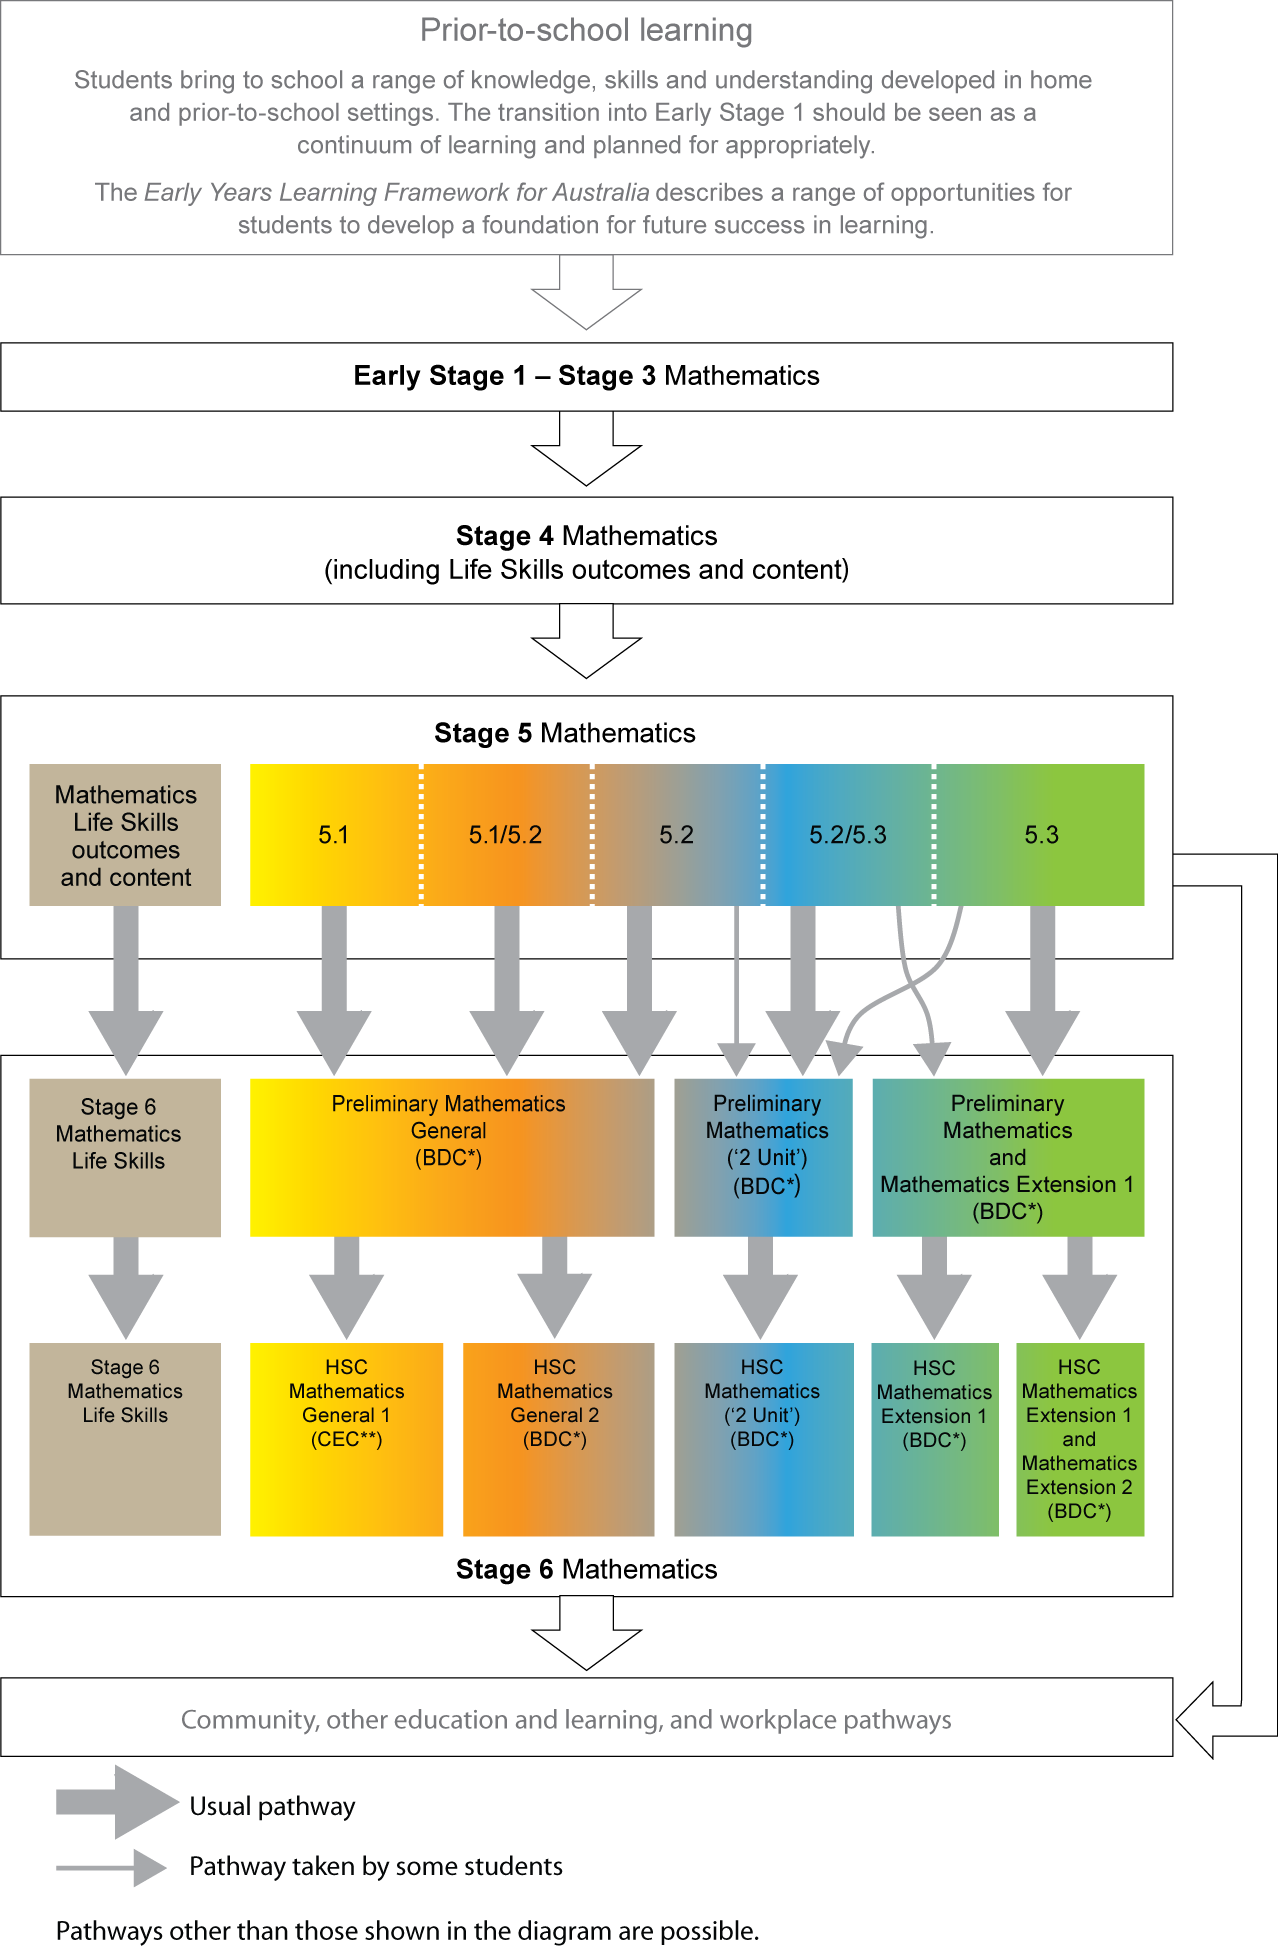 Prior-to-school learning
Students bring to school a range of knowledge, skills and understanding developed in home
and prior-to-school settings. The transition into Early Stage 1 should be seen as a
continuum of learning and planned for appropriately.
The Early Years Learning Framework for Australia describes a range of opportunities for
students to develop a foundation for future success in learning.
Early Stage 1 – Stage 3 Mathematics
Stage 4 Mathematics
(including Life Skills outcomes and content)
Stage 5 Mathematics
Mathematics
Life Skills
outcomes
and content
5.1
5.1/5.2
5.2
5.2/5.3
5.3
Stage 6
Mathematics
Life Skills
Preliminary Mathematics
General
(BDC*)
Preliminary
Mathematics
(‘2 Unit’)
(BDC*)
Preliminary
Mathematics
and
Mathematics Extension 1
(BDC*)
Stage 6
Mathematics
Life Skills
HSC
Mathematics
General 1
(CEC**)
HSC
Mathematics
General 2
(BDC*)
HSC
Mathematics
(‘2 Unit’)
(BDC*)
HSC
Mathematics
Extension 1
(BDC*)
HSC
Mathematics
Extension 1
and
Mathematics
Extension 2
(BDC*)
Stage 6 Mathematics
Community, other education and learning, and workplace pathways
Usual pathway
Pathway taken by some students
Pathways other than those shown in the diagram are possible.